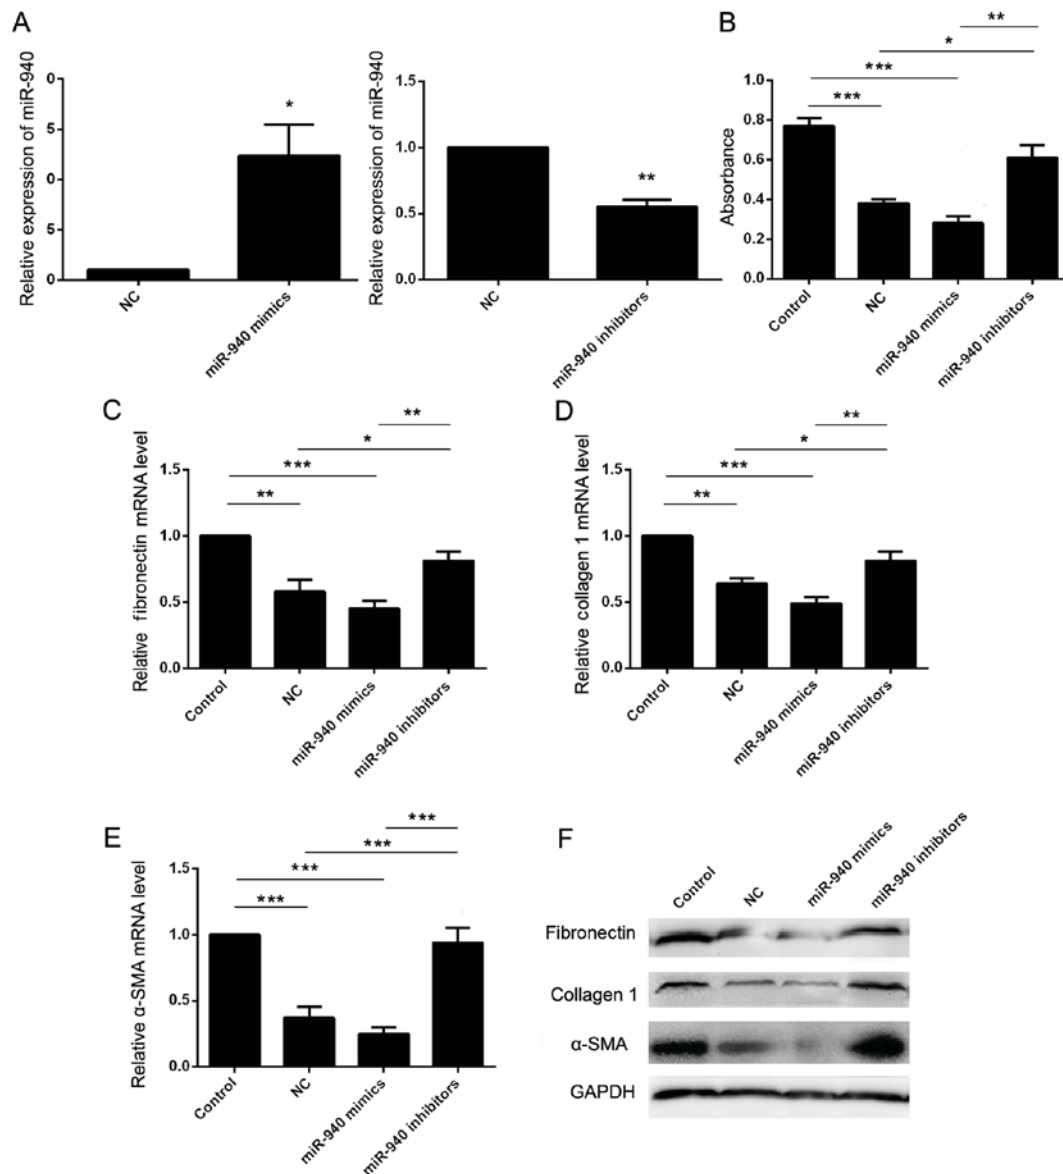 A
Relative expression of miR-940
0
5
0
5
0
*
NC
miR-940 mimics
Relative expression of miR-940
1.5
1.0
0.5
0.0
**
NC
miR-940 inhibitors
B
Absorbance
0.8
0.6
0.4
0.2
0.0
**
*
***
***
Control
NC
miR-940 mimics
miR-940 inhibitors
C
Relative fibronectin mRNA level
1.5
1.0
0.5
0.0
**
*
***
**
Control
NC
miR-940 mimics
miR-940 inhibitors
D
Relative collagen 1 mRNA level
1.5
1.0
0.5
0.0
**
*
***
**
Control
NC
miR-940 mimics
miR-940 inhibitors
E
Relative α-SMA mRNA level
1.5
1.0
0.5
0.0
***
***
***
***
Control
NC
miR-940 mimics
miR-940 inhibitors
F
Control
NC
miR-940 mimics
miR-940 inhibitors
Fibronectin
Collagen 1
α-SMA
GAPDH